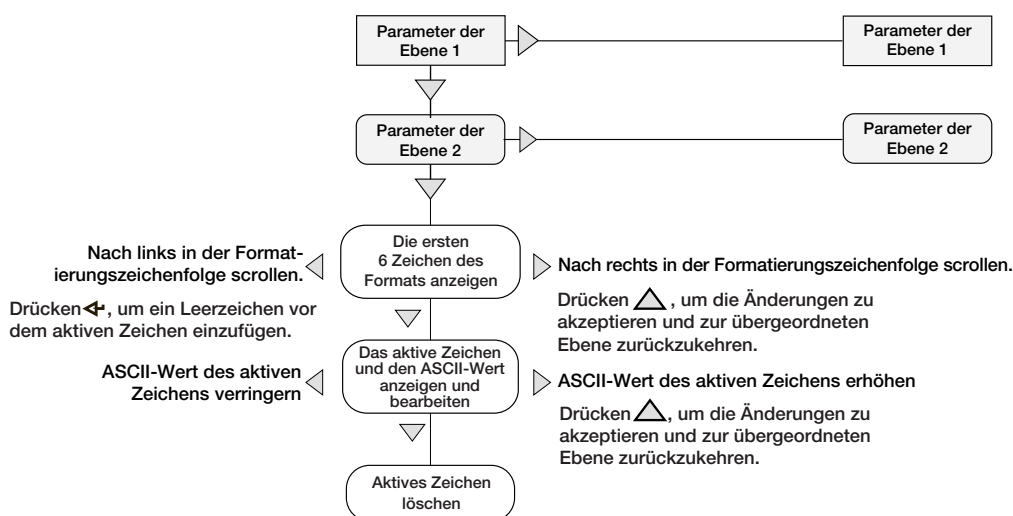 Parameter der
Ebene 1
Parameter der
Ebene 1
Parameter der
Ebene 2
Parameter der
Ebene 2
Die ersten
6 Zeichen des
Formats anzeigen
Nach links in der Format-
ierungszeichenfolge scrollen.
Nach rechts in der Formatierungszeichenfolge scrollen.
Drücken , um ein Leerzeichen vor
dem aktiven Zeichen einzufügen.
Drücken , um die Änderungen zu
akzeptieren und zur übergeordneten
Ebene zurückzukehren.
Das aktive Zeichen
und den ASCII-Wert
anzeigen und
bearbeiten
ASCII-Wert des aktiven
Zeichens verringern
ASCII-Wert des aktiven Zeichens erhöhen
Drücken , um die Änderungen zu
akzeptieren und zur übergeordneten
Ebene zurückzukehren.
Aktives Zeichen
löschen